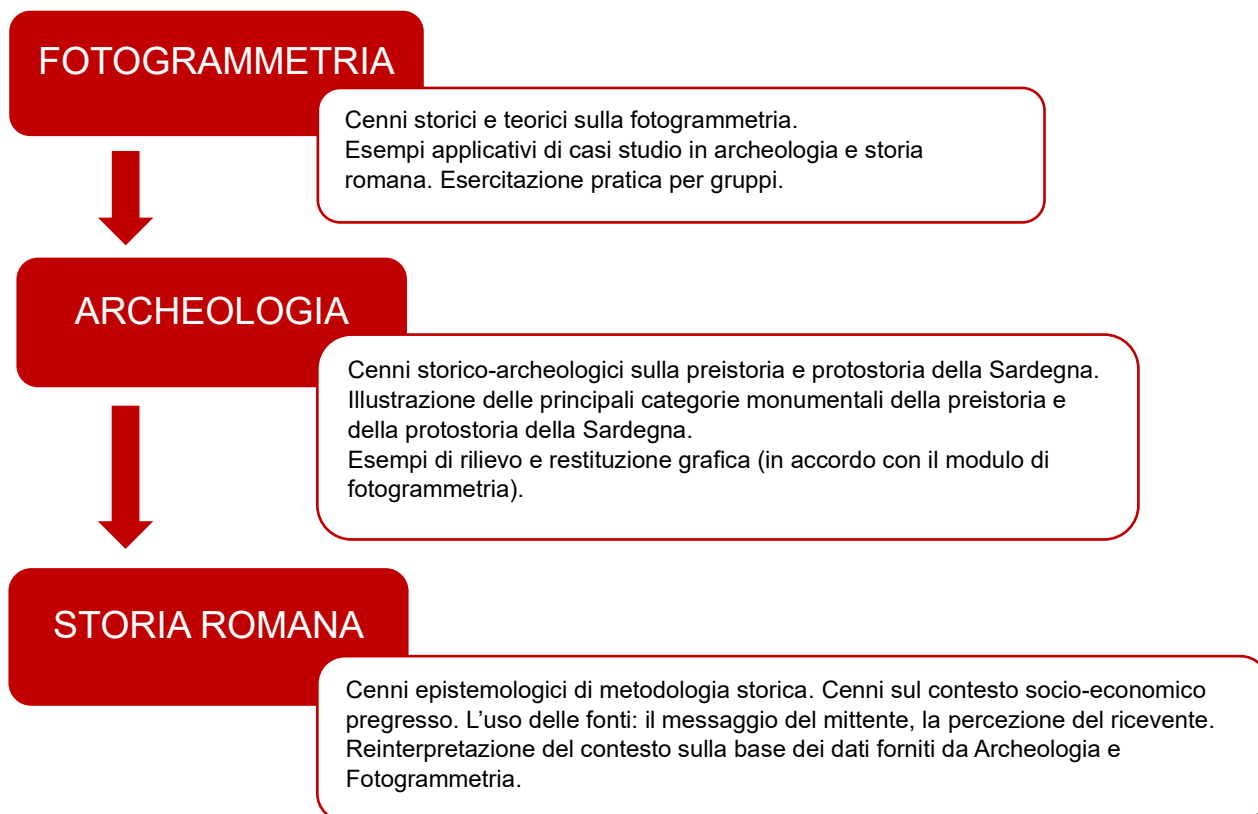 FOTOGRAMMETRIA
Cenni storici e teorici sulla fotogrammetria.
Esempi applicativi di casi studio in archeologia e storia
romana. Esercitazione pratica per gruppi.
ARCHEOLOGIA
Cenni storico-archeologici sulla preistoria e protostoria della Sardegna.
Illustrazione delle principali categorie monumentali della preistoria e
della protostoria della Sardegna.
Esempi di rilievo e restituzione grafica (in accordo con il modulo di
fotogrammetria).
STORIA ROMANA
Cenni epistemologici di metodologia storica. Cenni sul contesto socio-economico
pregresso. L’uso delle fonti: il messaggio del mittente, la percezione del ricevente.
Reinterpretazione del contesto sulla base dei dati forniti da Archeologia e
Fotogrammetria.